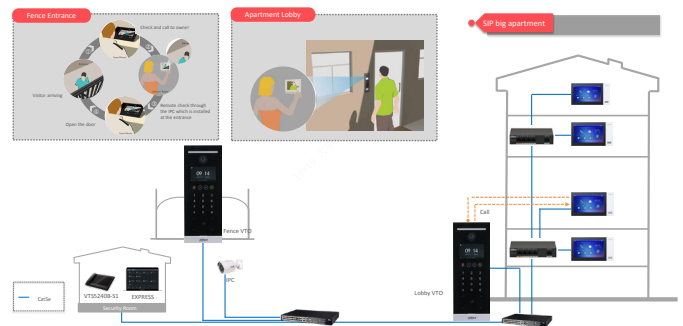 Fence Entrance
Check and call to owner
Visitor arriving
Remote check through
the IPC which is installed
at the entrance
Open the door
Apartment Lobby
SIP big apartment
09 14
Fence VTO
IPC
VTS5240B-S1
EXPRESS
Security Room
Cat5e
Call
09 14
Lobby VTO